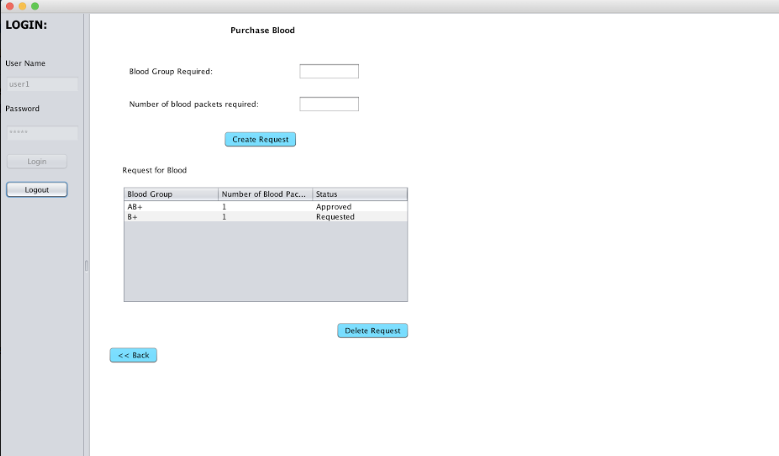 LOGIN:
User Name
user1
Password
*****
Login
Logout
Purchase Blood
Blood Group Required:
Number of blood packets required:
Create Request
Request for Blood
Blood Group Number of Blood Pac... Status
AB+ 1 Approved
B+ 1 Requested
Delete Request
<< Back